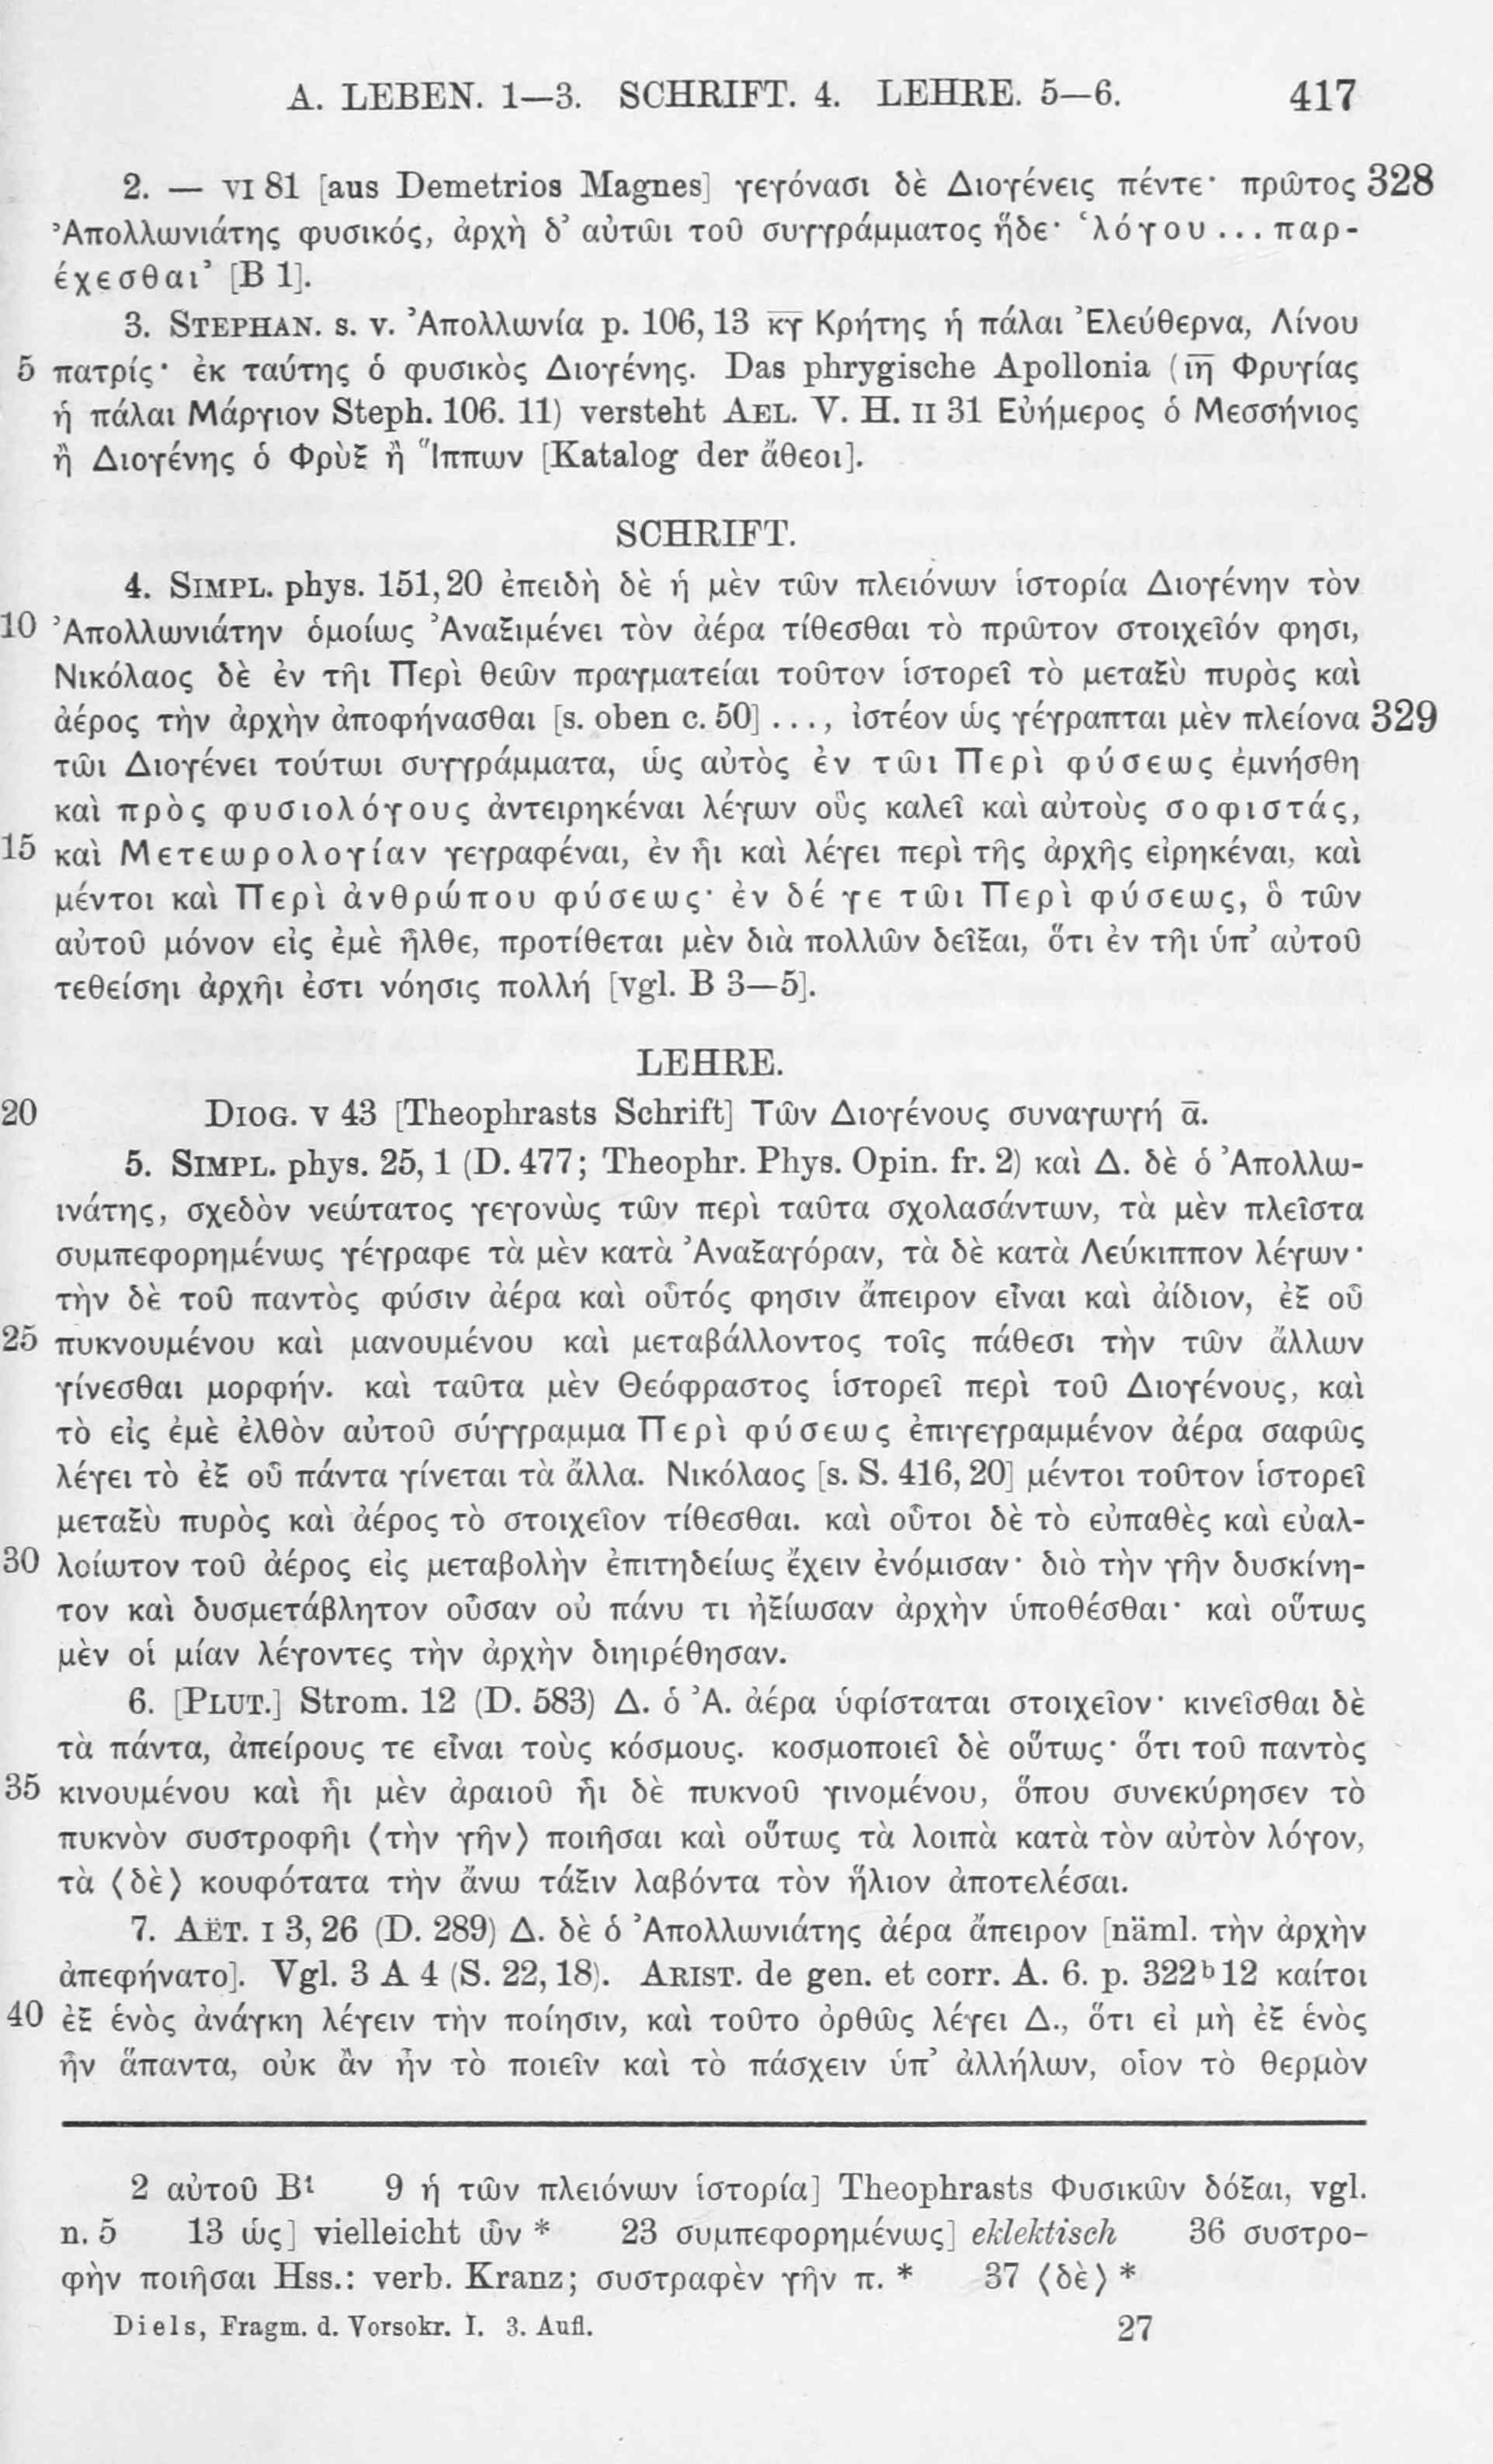 A. LEBEN. 1—3. SCHRIFT. 4. LEHRE. 5—6. 417
2. — VI 81 [aus Demetrios Magnes] γεγόνασι δὲ Διογένεις πέντε· πρῶτος 328
Ἀπολλωνιάτης φυσικός, ἀρχὴ δ’ αὐτῶι τοῦ συγγράμματος ἥδε· ‘λόγου ... παρ-
έχεσθαι’ [B 1].
3. STEPHAN. s. v. Ἀπολλωνία p. 106, 13 κ̅γ̅ Κρήτης ἡ πάλαι Ἐλεύθερνα, Λίνου
5 πατρίς· ἐκ ταύτης ὁ φυσικὸς Διογένης. Das phrygische Apollonia (ι̅η̅ Φρυγίας
ἡ πάλαι Μάργιον Steph. 106. 11) versteht AEL. V. H. II 31 Εὐήμερος ὁ Μεσσήνιος
ἢ Διογένης ὁ Φρὺξ ἢ Ἵππων [Katalog der ἄθεοι].
SCHRIFT.
4. SIMPL. phys. 151, 20 ἐπειδὴ δὲ ἡ μὲν τῶν πλειόνων ἱστορία Διογένην τὸν
10 Ἀπολλωνιάτην ὁμοίως Ἀναξιμένει τὸν ἀέρα τίθεσθαι τὸ πρῶτον στοιχεῖόν φησι,
Νικόλαος δὲ ἐν τῆι Περὶ θεῶν πραγματείαι τοῦτον ἱστορεῖ τὸ μεταξὺ πυρὸς καὶ
ἀέρος τὴν ἀρχὴν ἀποφήνασθαι [s. oben c. 50] ..., ἰστέον ὡς γέγραπται μὲν πλείονα 329
τῶι Διογένει τούτωι συγγράμματα, ὡς αὐτὸς ἐν τῶι Περὶ φύσεως ἐμνήσθη
καὶ πρὸς φυσιολόγους ἀντειρηκέναι λέγων οὓς καλεῖ καὶ αὐτοὺς σοφιστάς,
15 καὶ Μετεωρολογίαν γεγραφέναι, ἐν ἧι καὶ λέγει περὶ τῆς ἀρχῆς εἰρηκέναι, καὶ
μέντοι καὶ Περὶ ἀνθρώπου φύσεως· ἐν δέ γε τῶι Περὶ φύσεως, ὃ τῶν
αὐτοῦ μόνον εἰς ἐμὲ ἦλθε, προτίθεται μὲν διὰ πολλῶν δεῖξαι, ὅτι ἐν τῆι ὑπ’ αὐτοῦ
τεθείσηι ἀρχῆι ἐστι νόησις πολλή [vgl. B 3—5].
LEHRE.
20 DIOG. V 43 [Theophrasts Schrift] Τῶν Διογένους συναγωγή α̅.
5. SIMPL. phys. 25, 1 (D. 477; Theophr. Phys. Opin. fr. 2) καὶ Δ. δὲ ὁ Ἀπολλω-
ινάτης, σχεδὸν νεώτατος γεγονὼς τῶν περὶ ταῦτα σχολασάντων, τὰ μὲν πλεῖστα
συμπεφορημένως γέγραφε τὰ μὲν κατὰ Ἀναξαγόραν, τὰ δὲ κατὰ Λεύκιππον λέγων·
τὴν δὲ τοῦ παντὸς φύσιν ἀέρα καὶ οὗτός φησιν ἄπειρον εἶναι καὶ ἀίδιον, ἐξ οὗ
25 πυκνουμένου καὶ μανουμένου καὶ μεταβάλλοντος τοῖς πάθεσι τὴν τῶν ἄλλων
γίνεσθαι μορφήν. καὶ ταῦτα μὲν Θεόφραστος ἱστορεῖ περὶ τοῦ Διογένους, καὶ
τὸ εἰς ἐμὲ ἐλθὸν αὐτοῦ σύγγραμμα Περὶ φύσεως ἐπιγεγραμμένον ἀέρα σαφῶς
λέγει τὸ ἐξ οὗ πάντα γίνεται τὰ ἄλλα. Νικόλαος [s. S. 416, 20] μέντοι τοῦτον ἱστορεῖ
μεταξὺ πυρὸς καὶ ἀέρος τὸ στοιχεῖον τίθεσθαι. καὶ οὗτοι δὲ τὸ εὐπαθὲς καὶ εὐαλ-
30 λοίωτον τοῦ ἀέρος εἰς μεταβολὴν ἐπιτηδείως ἔχειν ἐνόμισαν· διὸ τὴν γῆν δυσκίνη-
τον καὶ δυσμετάβλητον οὖσαν οὐ πάνυ τι ἠξίωσαν ἀρχὴν ὑποθέσθαι· καὶ οὕτως
μὲν οἱ μίαν λέγοντες τὴν ἀρχὴν διηιρέθησαν.
6. [PLUT.] Strom. 12 (D. 583) Δ. ὁ Ἀ. ἀέρα ὑφίσταται στοιχεῖον· κινεῖσθαι δὲ
τὰ πάντα, ἀπείρους τε εἶναι τοὺς κόσμους. κοσμοποιεῖ δὲ οὕτως· ὅτι τοῦ παντὸς
35 κινουμένου καὶ ἧι μὲν ἀραιοῦ ἧι δὲ πυκνοῦ γινομένου, ὅπου συνεκύρησεν τὸ
πυκνὸν συστροφῆι ⟨τὴν γῆν⟩ ποιῆσαι καὶ οὕτως τὰ λοιπὰ κατὰ τὸν αὐτὸν λόγον,
τὰ ⟨δὲ⟩ κουφότατα τὴν ἄνω τάξιν λαβόντα τὸν ἥλιον ἀποτελέσαι.
7. AËT. I 3, 26 (D. 289) Δ. δὲ ὁ Ἀπολλωνιάτης ἀέρα ἄπειρον [näml. τὴν ἀρχὴν
ἀπεφήνατο]. Vgl. 3 A 4 (S. 22, 18). ARIST. de gen. et corr. A. 6. p. 322ᵇ12 καίτοι
40 ἐξ ἑνὸς ἀνάγκη λέγειν τὴν ποίησιν, καὶ τοῦτο ὀρθῶς λέγει Δ., ὅτι εἰ μὴ ἐξ ἑνὸς
ἦν ἅπαντα, οὐκ ἂν ἦν τὸ ποιεῖν καὶ τὸ πάσχειν ὑπ’ ἀλλήλων, οἷον τὸ θερμὸν
2 αὐτοῦ B¹ 9 ἡ τῶν πλειόνων ἱστορία] Theophrasts Φυσικῶν δόξαι, vgl.
n. 5 13 ὡς] vielleicht ὧν * 23 συμπεφορημένως] eklektisch 36 συστρο-
φὴν ποιῆσαι Hss.: verb. Kranz; συστραφὲν γῆν π. * 37 ⟨δὲ⟩ *
Diels, Fragm. d. Vorsokr. I. 3. Aufl. 27